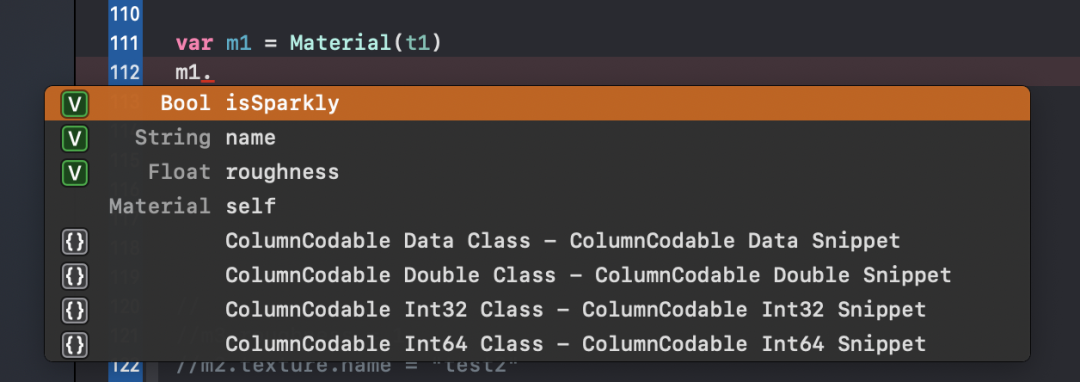 110
111 var m1 = Material(t1)
112 m1.
V Bool isSparkly
V String name
V Float roughness
Material self
{} ColumnCodable Data Class – ColumnCodable Data Snippet
{} ColumnCodable Double Class – ColumnCodable Double Snippet
{} ColumnCodable Int32 Class – ColumnCodable Int32 Snippet
{} ColumnCodable Int64 Class – ColumnCodable Int64 Snippet
122 //m2.texture.name = "test2"